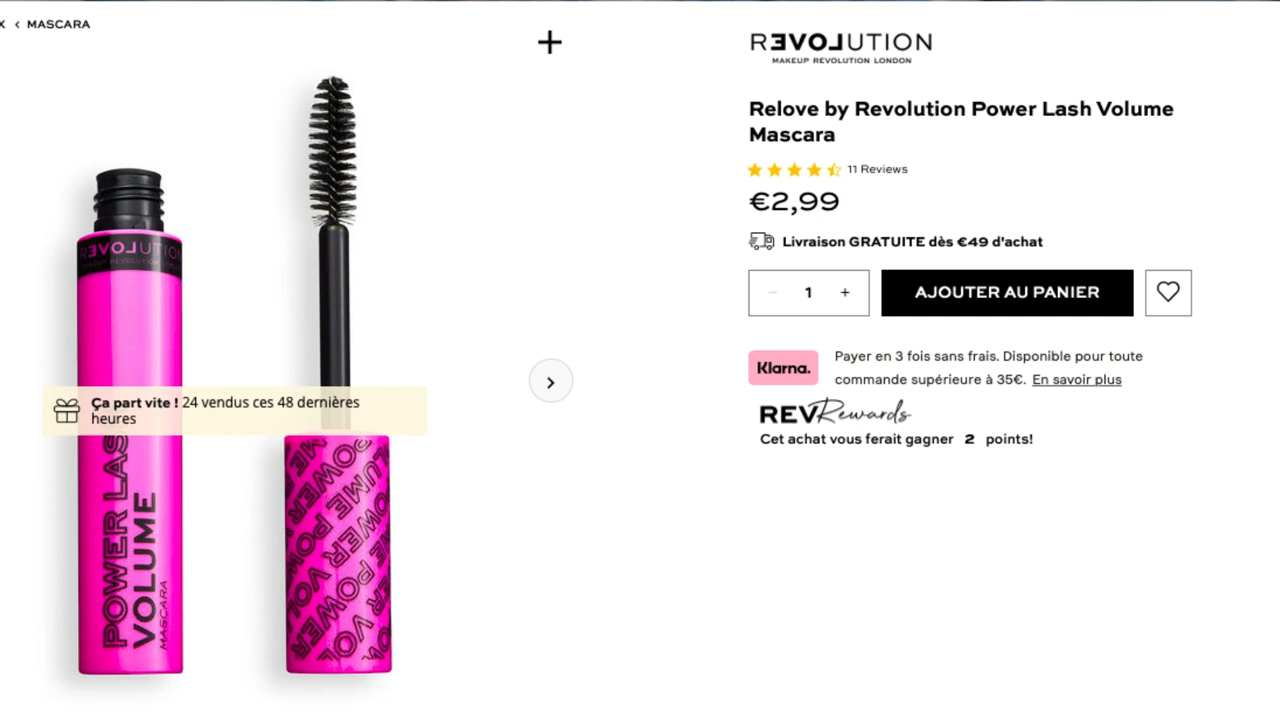 X < MASCARA
REVOLUTION
MAKEUP REVOLUTION LONDON
Relove by Revolution Power Lash Volume
Mascara
11 Reviews
€2,99
Livraison GRATUITE dès €49 d'achat
− 1 +
AJOUTER AU PANIER
Klarna.
Payer en 3 fois sans frais. Disponible pour toute
commande supérieure à 35€. En savoir plus
REVRewards
Cet achat vous ferait gagner 2 points!
REVOLUTION
Ça part vite ! 24 vendus ces 48 dernières
heures
POWER LAS
VOLUME
MASCARA
POWER VOLUME